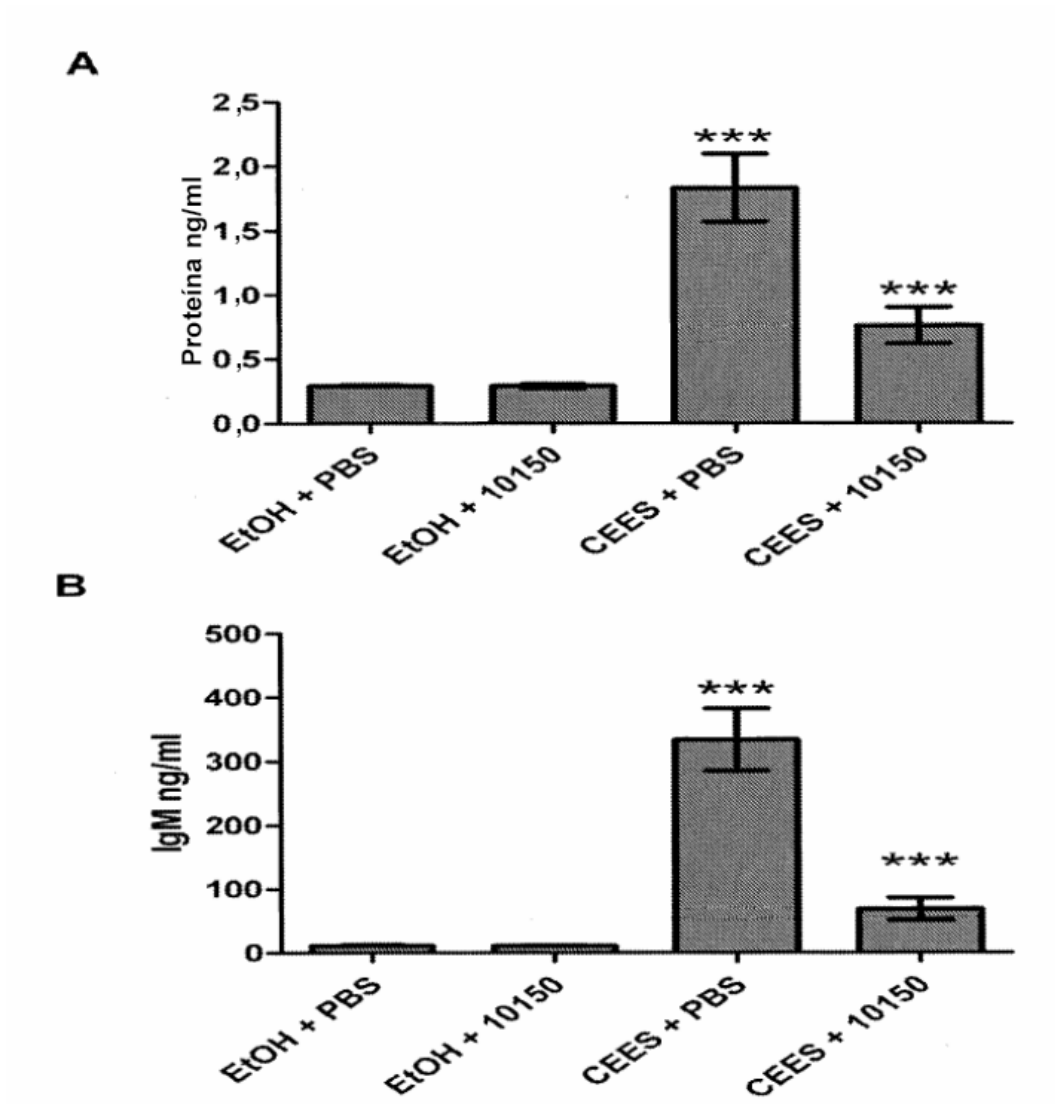 A
Proteína ng/ml
2,5
2,0
1,5
1,0
0,5
0,0
***
***
EtOH + PBS
EtOH + 10150
CEES + PBS
CEES + 10150
B
IgM ng/ml
500
400
300
200
100
0
***
***
EtOH + PBS
EtOH + 10150
CEES + PBS
CEES + 10150